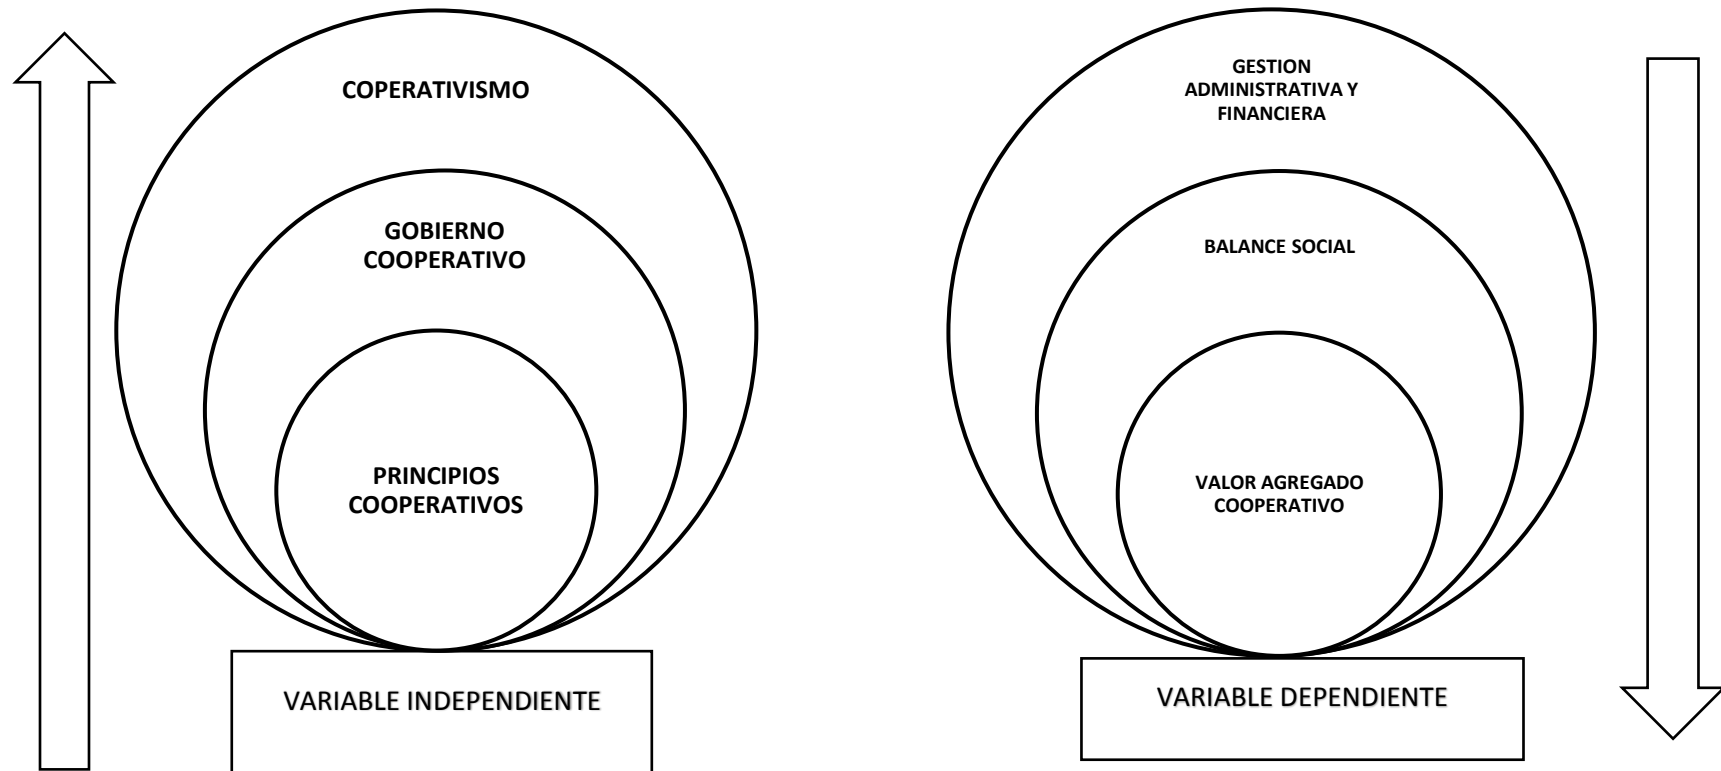 COPERATIVISMO
GOBIERNO
COOPERATIVO
PRINCIPIOS
COOPERATIVOS
VARIABLE INDEPENDIENTE
GESTION
ADMINISTRATIVA Y
FINANCIERA
BALANCE SOCIAL
VALOR AGREGADO
COOPERATIVO
VARIABLE DEPENDIENTE